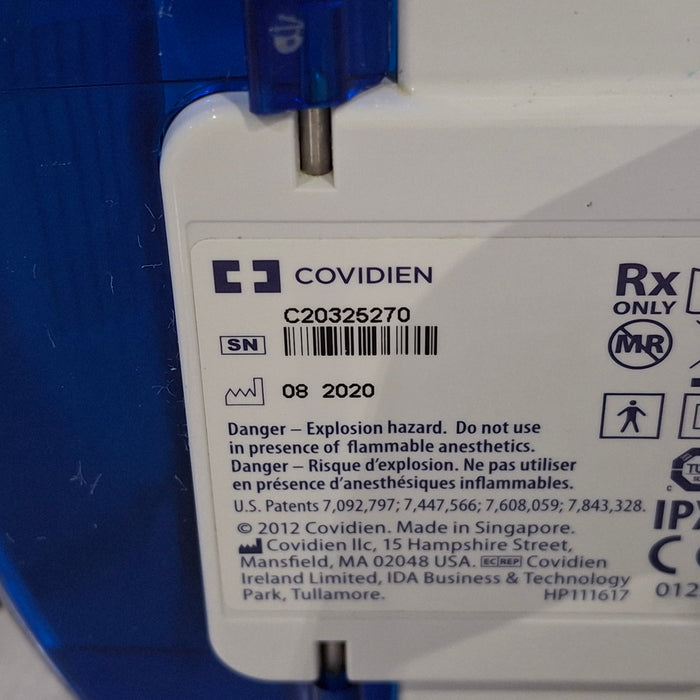 COVIDIEN
C20325270
SN
08 2020
Danger – Explosion hazard. Do not use
in presence of flammable anesthetics.
Danger – Risque d'explosion. Ne pas utiliser
en présence d'anesthésiques inflammables.
U.S. Patents 7,092,797; 7,447,566; 7,608,059; 7,843,328.
© 2012 Covidien. Made in Singapore.
Covidien llc, 15 Hampshire Street,
Mansfield, MA 02048 USA. EC REP Covidien
Ireland Limited, IDA Business & Technology
Park, Tullamore. HP111617
Rx
ONLY
MR
IPX
C
012